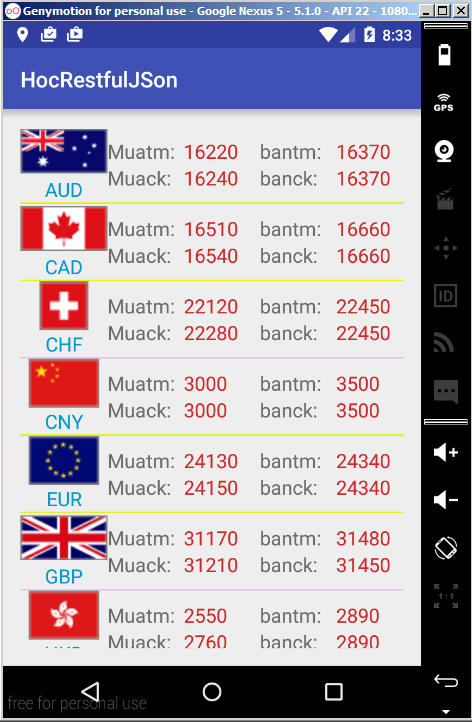 Genymotion for personal use - Google Nexus 5 - 5.1.0 - API 22 - 1080...
8:33
HocRestfulJSon
GPS
Muatm: 16220 bantm: 16370
Muack: 16240 banck: 16370
AUD
Muatm: 16510 bantm: 16660
Muack: 16540 banck: 16660
CAD
Muatm: 22120 bantm: 22450
Muack: 22280 banck: 22450
CHF
ID
Muatm: 3000 bantm: 3500
Muack: 3000 banck: 3500
CNY
Muatm: 24130 bantm: 24340
Muack: 24150 banck: 24340
EUR
Muatm: 31170 bantm: 31480
Muack: 31210 banck: 31450
GBP
1:1
Muatm: 2550 bantm: 2890
Muack: 2760 banck: 2890
free for personal use